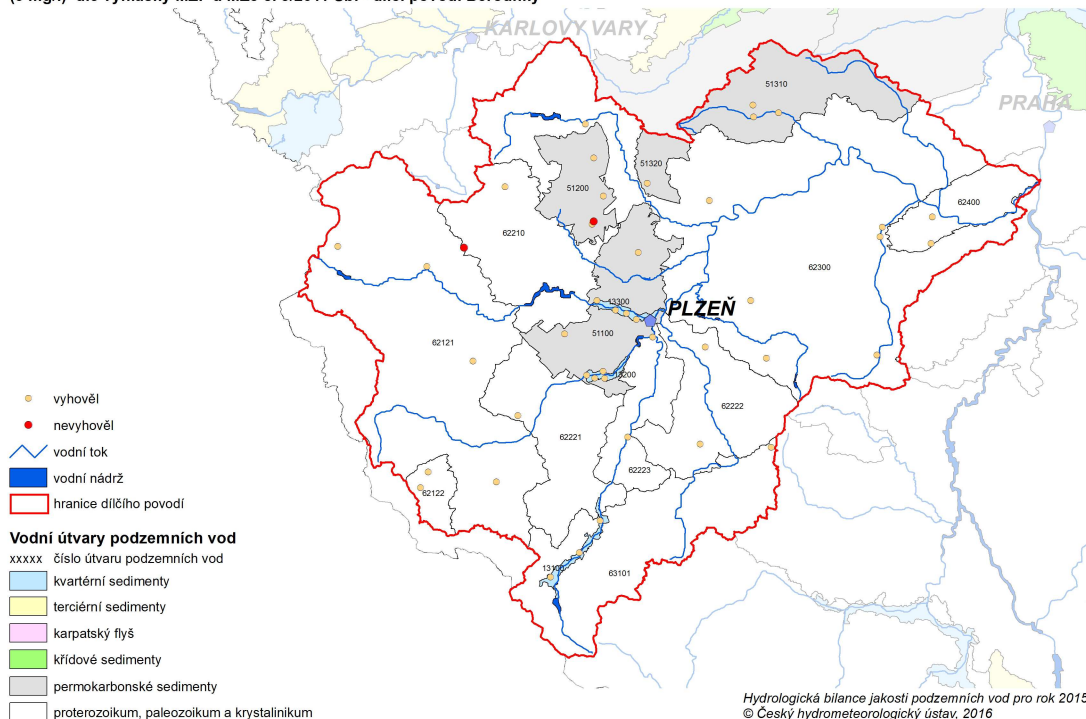 KARLOVY VARY
PRAHA
51310
51320
51200
62400
62210
62300
13300
PLZEŇ
51100
62121
13200
62222
62221
62223
62122
13100
63101
vyhověl
nevyhověl
vodní tok
vodní nádrž
hranice dílčího povodí
Vodní útvary podzemních vod
xxxxx číslo útvaru podzemních vod
kvartérní sedimenty
terciérní sedimenty
karpatský flyš
křídové sedimenty
permokarbonské sedimenty
proterozoikum, paleozoikum a krystalinikum
Hydrologická bilance jakosti podzemních vod pro rok 2015
© Český hydrometeorologický ústav, 2016